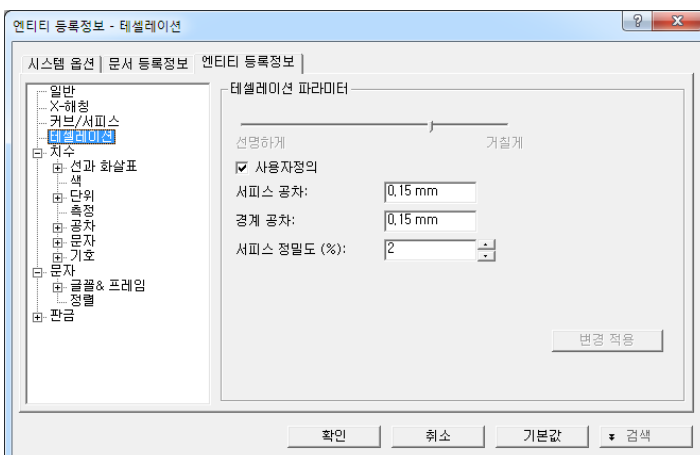 엔티티 등록정보 - 테셀레이션
시스템 옵션 문서 등록정보 엔티티 등록정보
일반
X-해칭
커브/서피스
테셀레이션
치수
선과 화살표
색
단위
측정
공차
문자
기호
문자
글꼴& 프레임
정렬
판금
테셀레이션 파라미터
선명하게 거칠게
사용자정의
서피스 공차: 0,15 mm
경계 공차: 0,15 mm
서피스 정밀도 (%): 2
변경 적용
확인 취소 기본값 검색